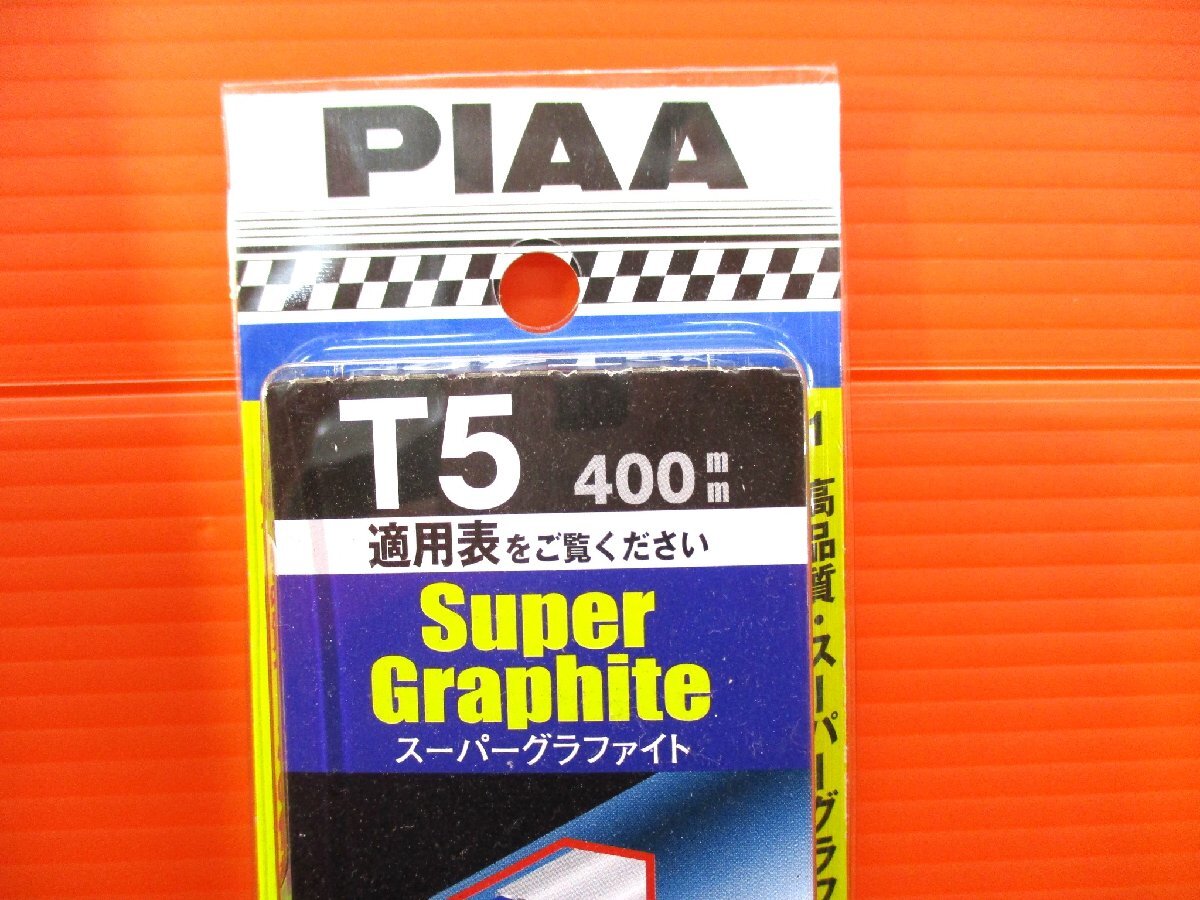 PIAA
T5 400mm
適用表をご覧ください
Super
Graphite
スーパーグラファイト
高品質・スーパーグラフ